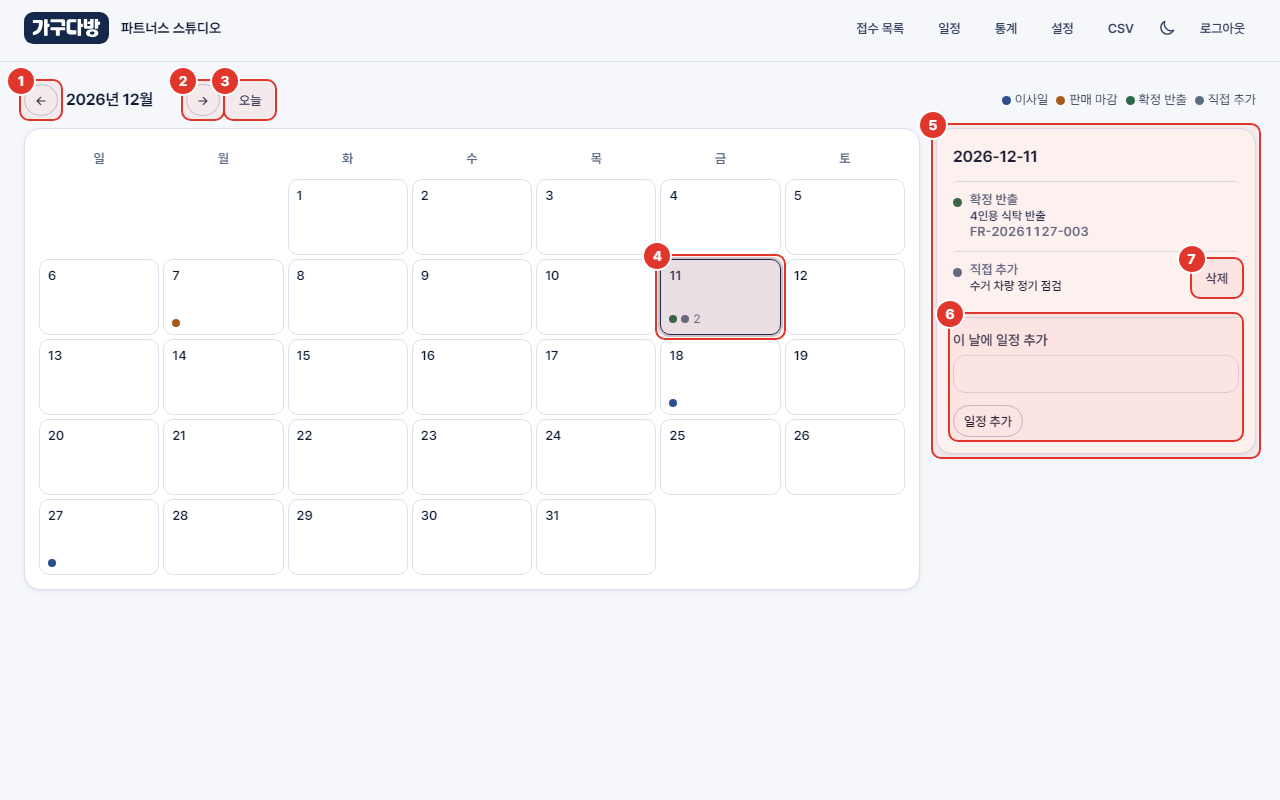 가구다방 파트너스 스튜디오 접수 목록 일정 통계 설정 CSV 로그아웃
1 2 3
← 2026년 12월 → 오늘 이사일 판매 마감 확정 반출 직접 추가
일 월 화 수 목 금 토
1 2 3 4 5
6 7 8 9 10 4 11 12
2
13 14 15 16 17 18 19
20 21 22 23 24 25 26
27 28 29 30 31
5
2026-12-11
확정 반출
4인용 식탁 반출
FR-20261127-003
7
직접 추가
수거 차량 정기 점검
삭제
6
이 날에 일정 추가
일정 추가